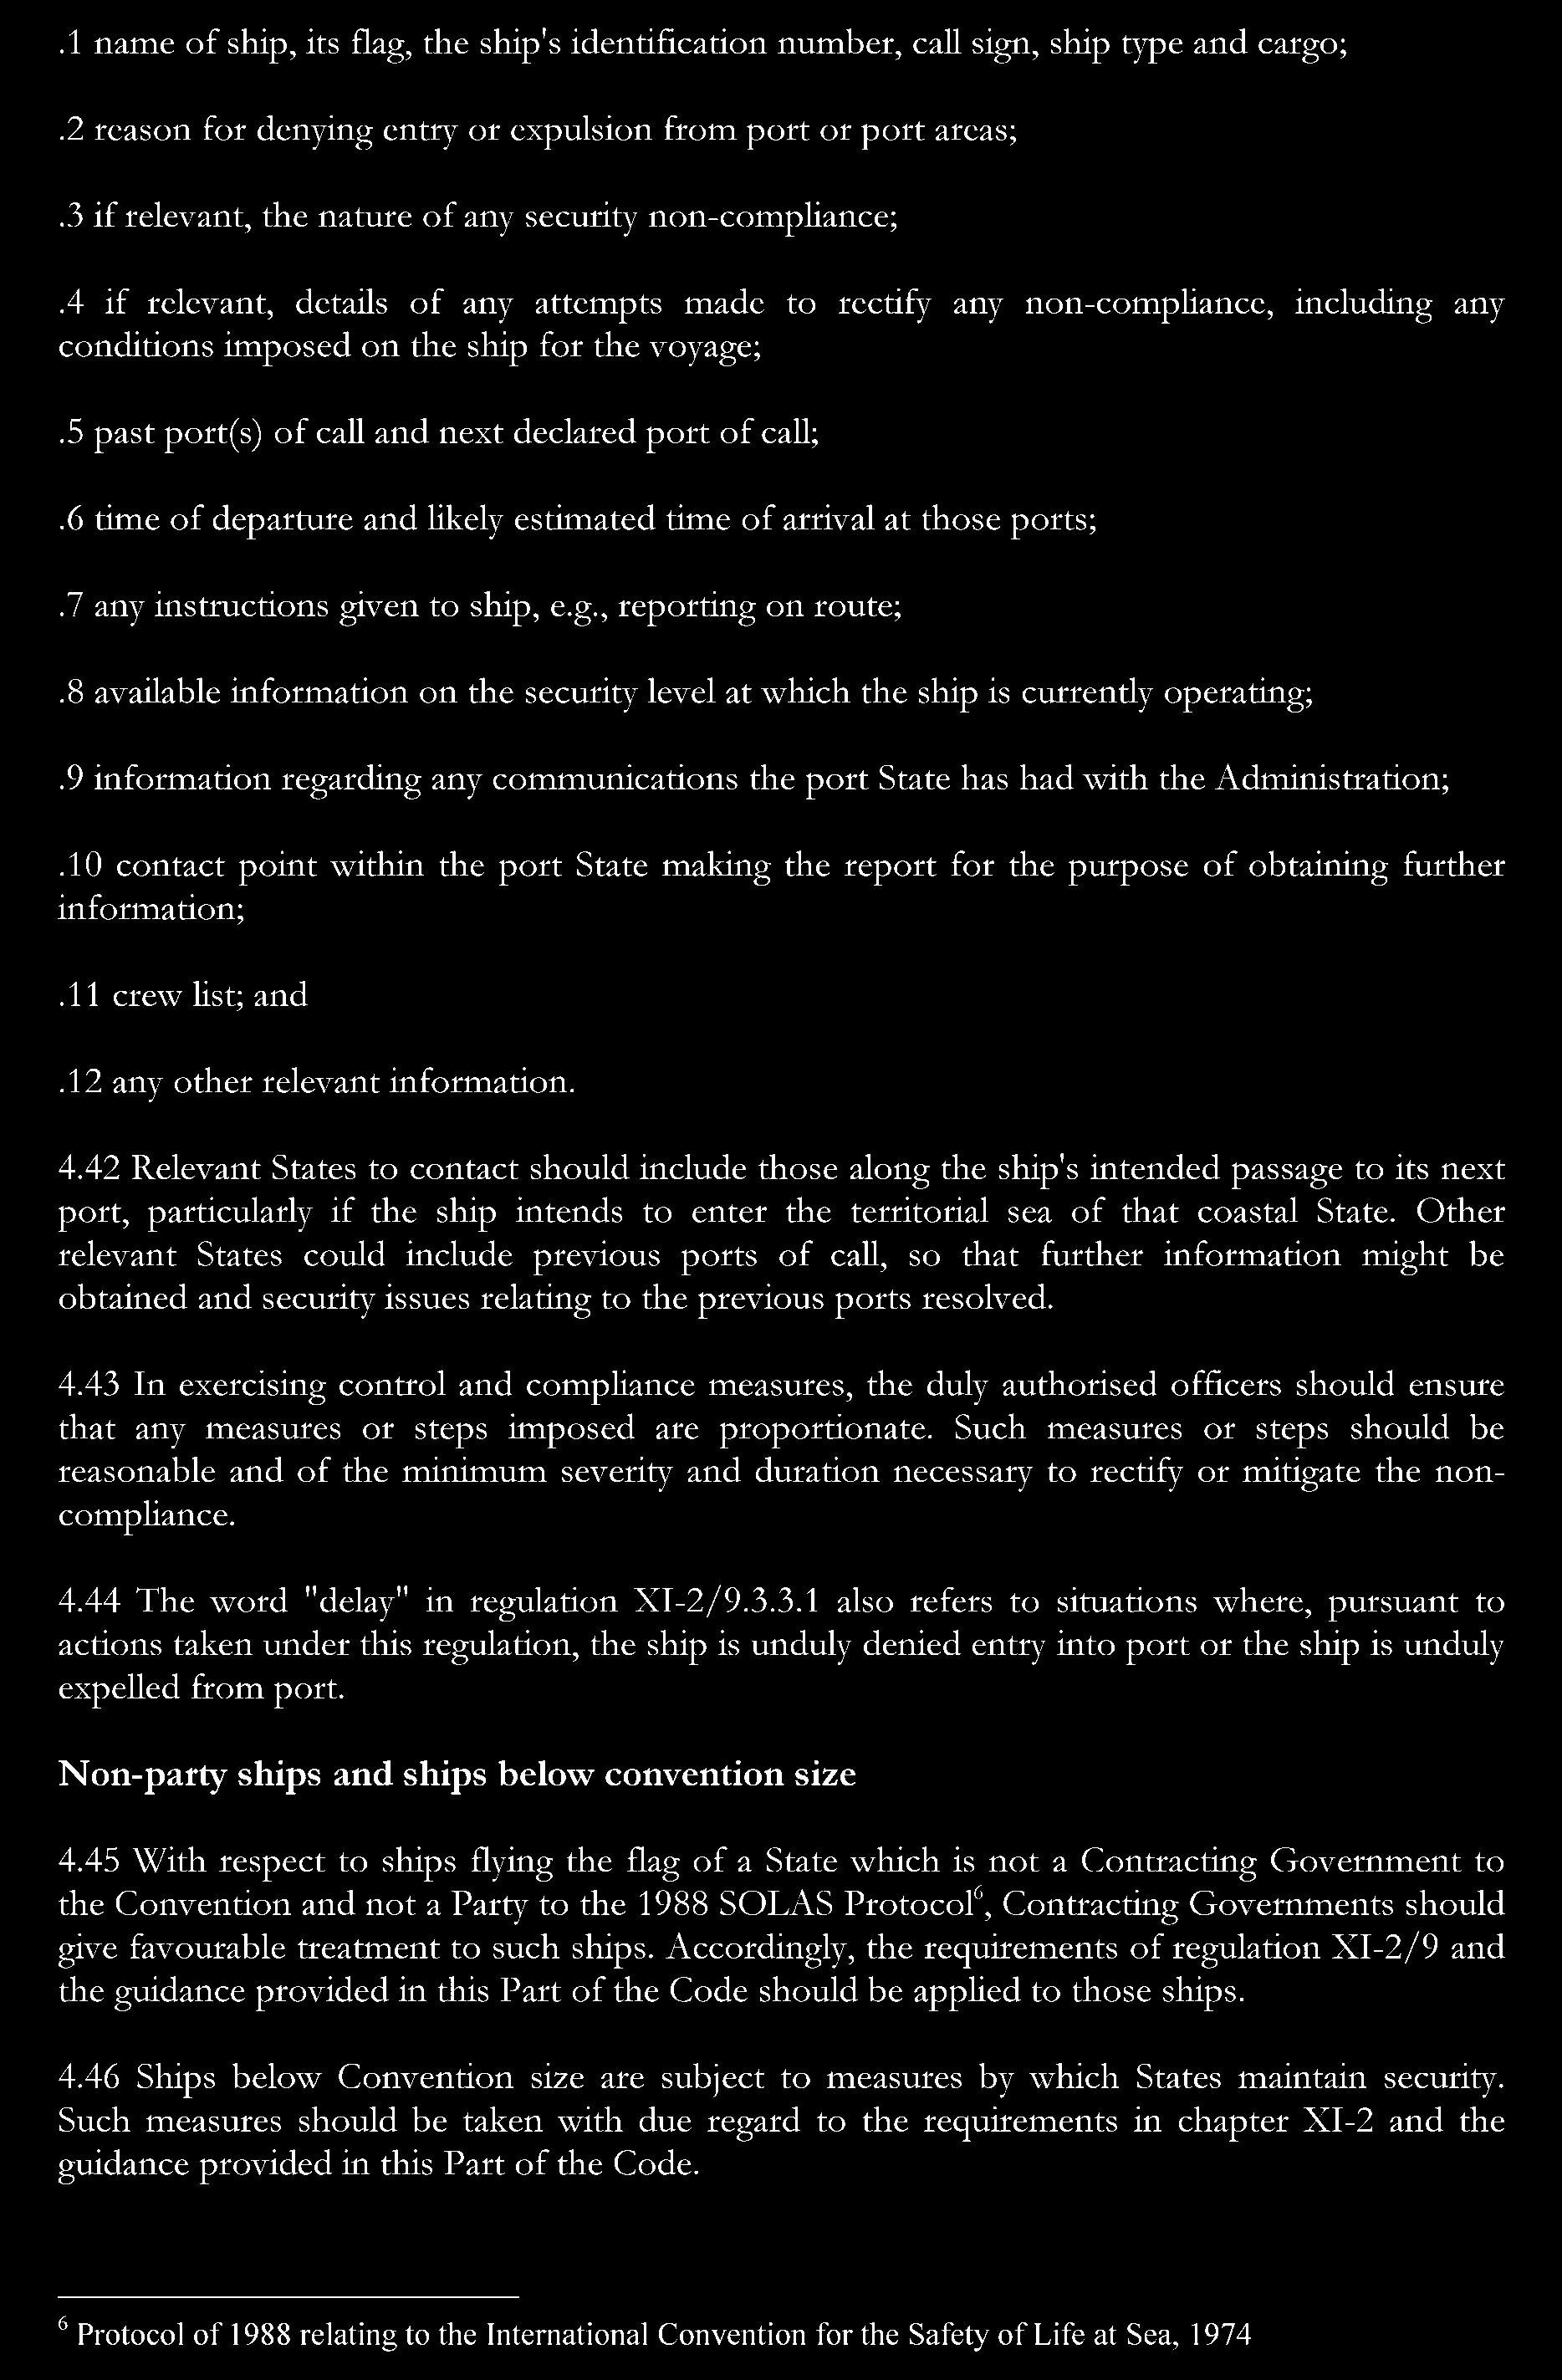 .1 name of ship, its flag, the ship's identification number, call sign, ship type and cargo;
.2 reason for denying entry or expulsion from port or port areas;
.3 if relevant, the nature of any security non-compliance;
.4 if relevant, details of any attempts made to rectify any non-compliance, including any
conditions imposed on the ship for the voyage;
.5 past port(s) of call and next declared port of call;
.6 time of departure and likely estimated time of arrival at those ports;
.7 any instructions given to ship, e.g., reporting on route;
.8 available information on the security level at which the ship is currently operating;
.9 information regarding any communications the port State has had with the Administration;
.10 contact point within the port State making the report for the purpose of obtaining further
information;
.11 crew list; and
.12 any other relevant information.
4.42 Relevant States to contact should include those along the ship's intended passage to its next
port, particularly if the ship intends to enter the territorial sea of that coastal State. Other
relevant States could include previous ports of call, so that further information might be
obtained and security issues relating to the previous ports resolved.
4.43 In exercising control and compliance measures, the duly authorised officers should ensure
that any measures or steps imposed are proportionate. Such measures or steps should be
reasonable and of the minimum severity and duration necessary to rectify or mitigate the non-
compliance.
4.44 The word "delay" in regulation XI-2/9.3.3.1 also refers to situations where, pursuant to
actions taken under this regulation, the ship is unduly denied entry into port or the ship is unduly
expelled from port.
Non-party ships and ships below convention size
4.45 With respect to ships flying the flag of a State which is not a Contracting Government to
the Convention and not a Party to the 1988 SOLAS Protocol⁶, Contracting Governments should
give favourable treatment to such ships. Accordingly, the requirements of regulation XI-2/9 and
the guidance provided in this Part of the Code should be applied to those ships.
4.46 Ships below Convention size are subject to measures by which States maintain security.
Such measures should be taken with due regard to the requirements in chapter XI-2 and the
guidance provided in this Part of the Code.
⁶ Protocol of 1988 relating to the International Convention for the Safety of Life at Sea, 1974